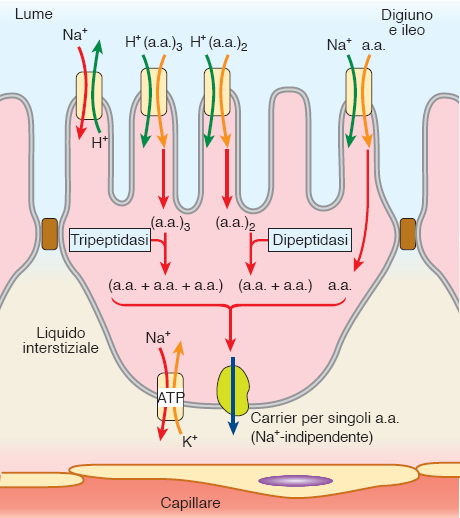 Lume
Digiuno
e ileo
Na⁺
H⁺(a.a.)₃
H⁺(a.a.)₂
Na⁺ a.a.
H⁺
(a.a.)₃
(a.a.)₂
Tripeptidasi
Dipeptidasi
(a.a. + a.a. + a.a.)
(a.a. + a.a.)
a.a.
Liquido
interstiziale
Na⁺
ATP
K⁺
Carrier per singoli a.a.
(Na⁺-indipendente)
Capillare